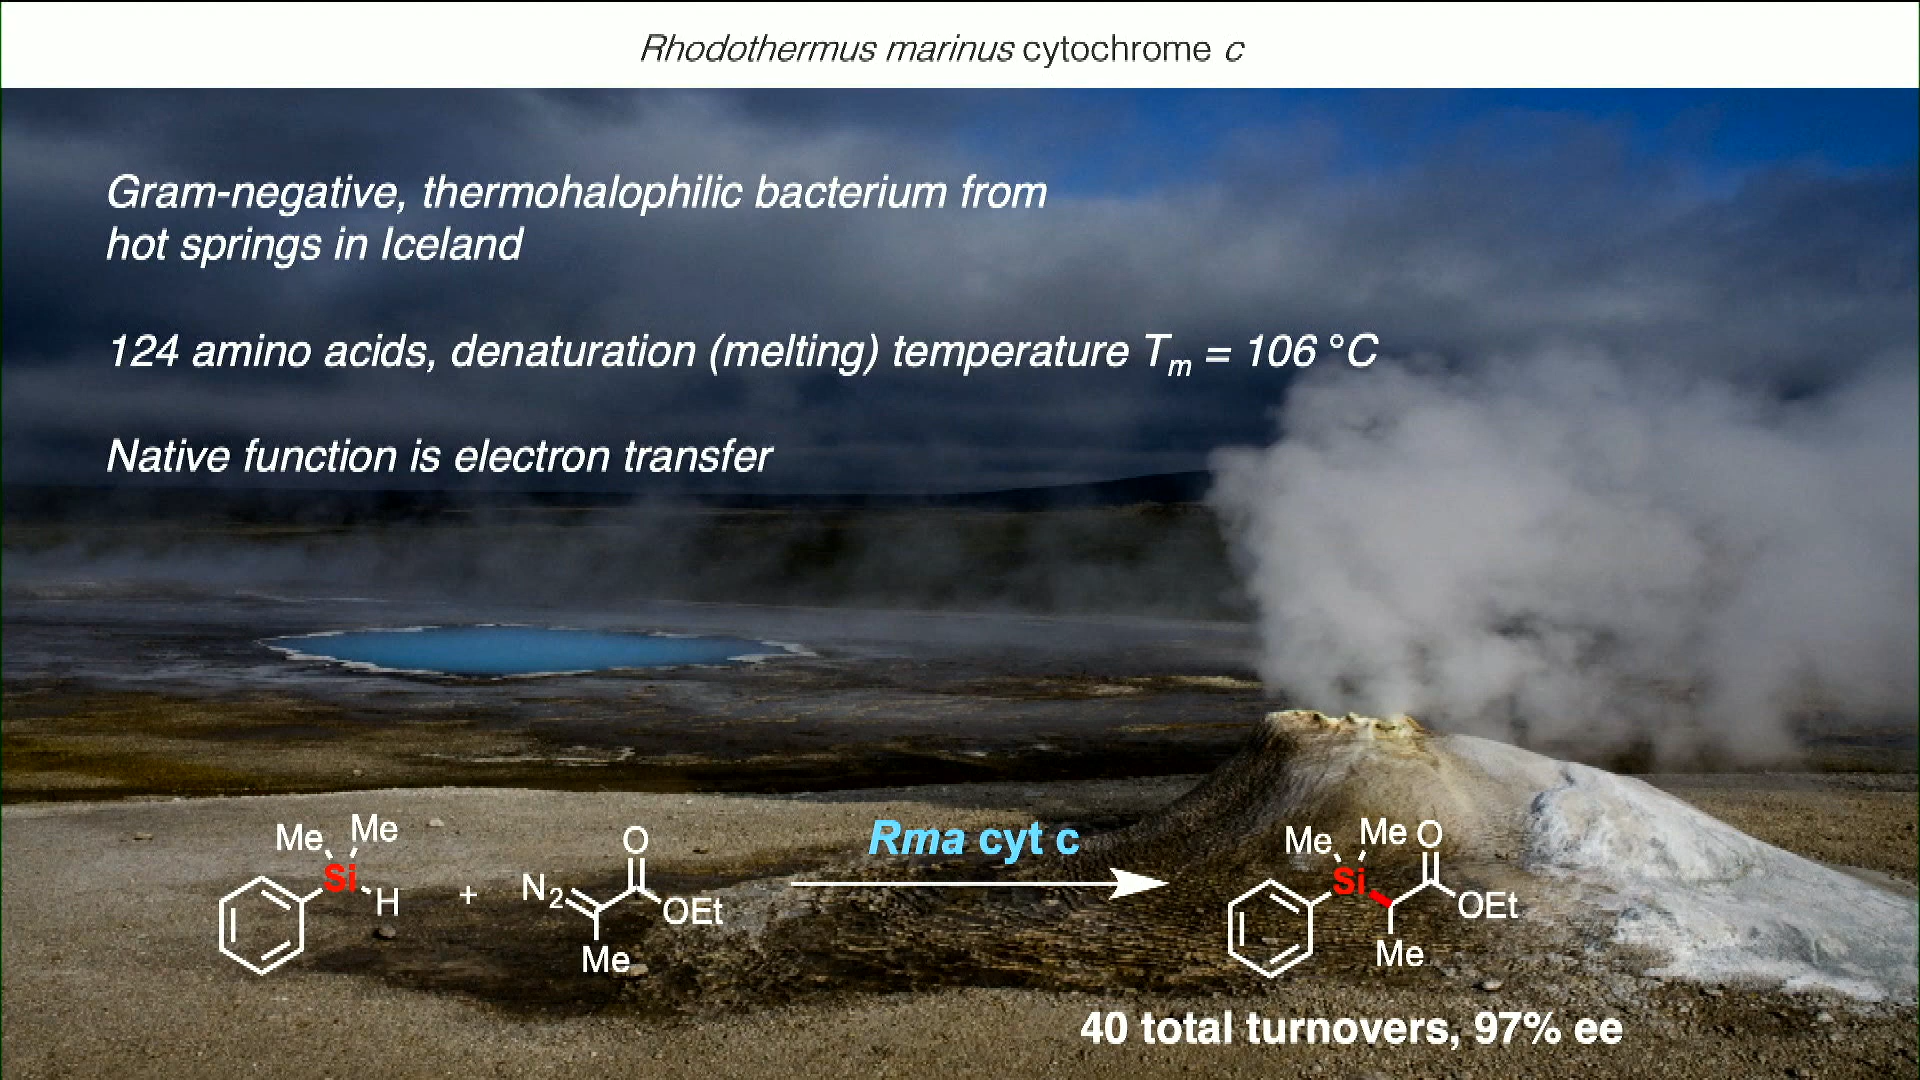 Rhodothermus marinus cytochrome c
Gram-negative, thermohalophilic bacterium from
hot springs in Iceland
124 amino acids, denaturation (melting) temperature Tm = 106 °C
Native function is electron transfer
Me Me
Si
H
+
N2
O
OEt
Me
Rma cyt c
Me Me O
Si
OEt
Me
40 total turnovers, 97% ee